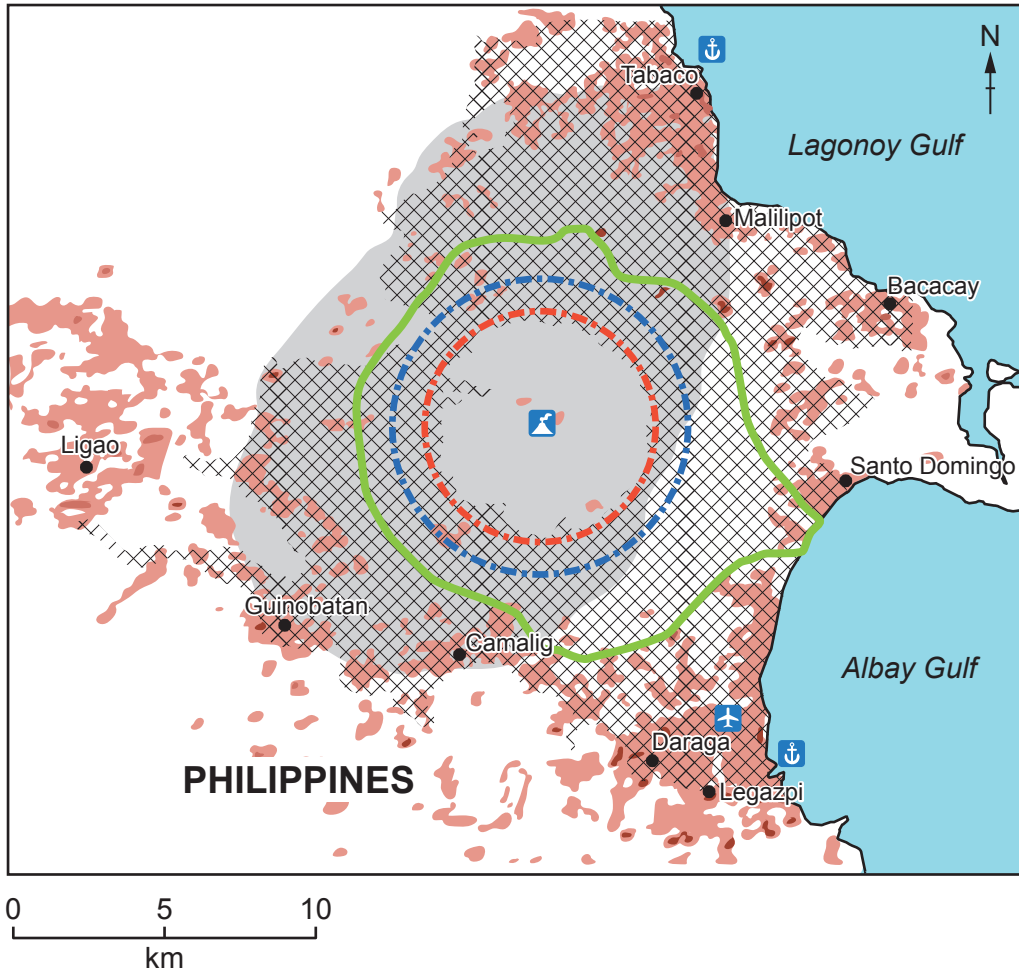 N
Tabaco
Lagonoy Gulf
Malilipot
Bacacay
Ligao
Santo Domingo
Guinobatan
Camalig
Albay Gulf
Daraga
PHILIPPINES
Legazpi
0 5 10
km